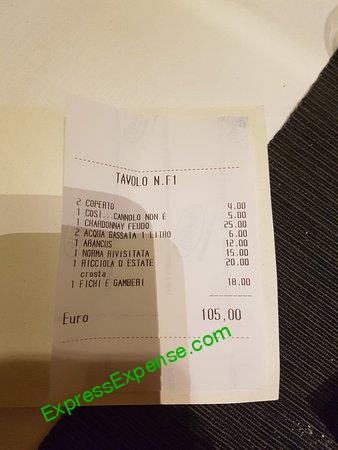 TAVOLO N.F1
2 COPERTO 4.00
1 COSÌ...CANNOLO NON É 5.00
1 CHARDONNAY FEUDO 25.00
2 ACQUA GASSATA 1 LITRO 6.00
1 ARANCUS 12.00
1 NORMA RIVISITATA 15.00
1 RICCIOLA D ESTATE 20.00
crosta
1 FICHI E GAMBERI 18.00
Euro 105,00
ExpressExpense.com